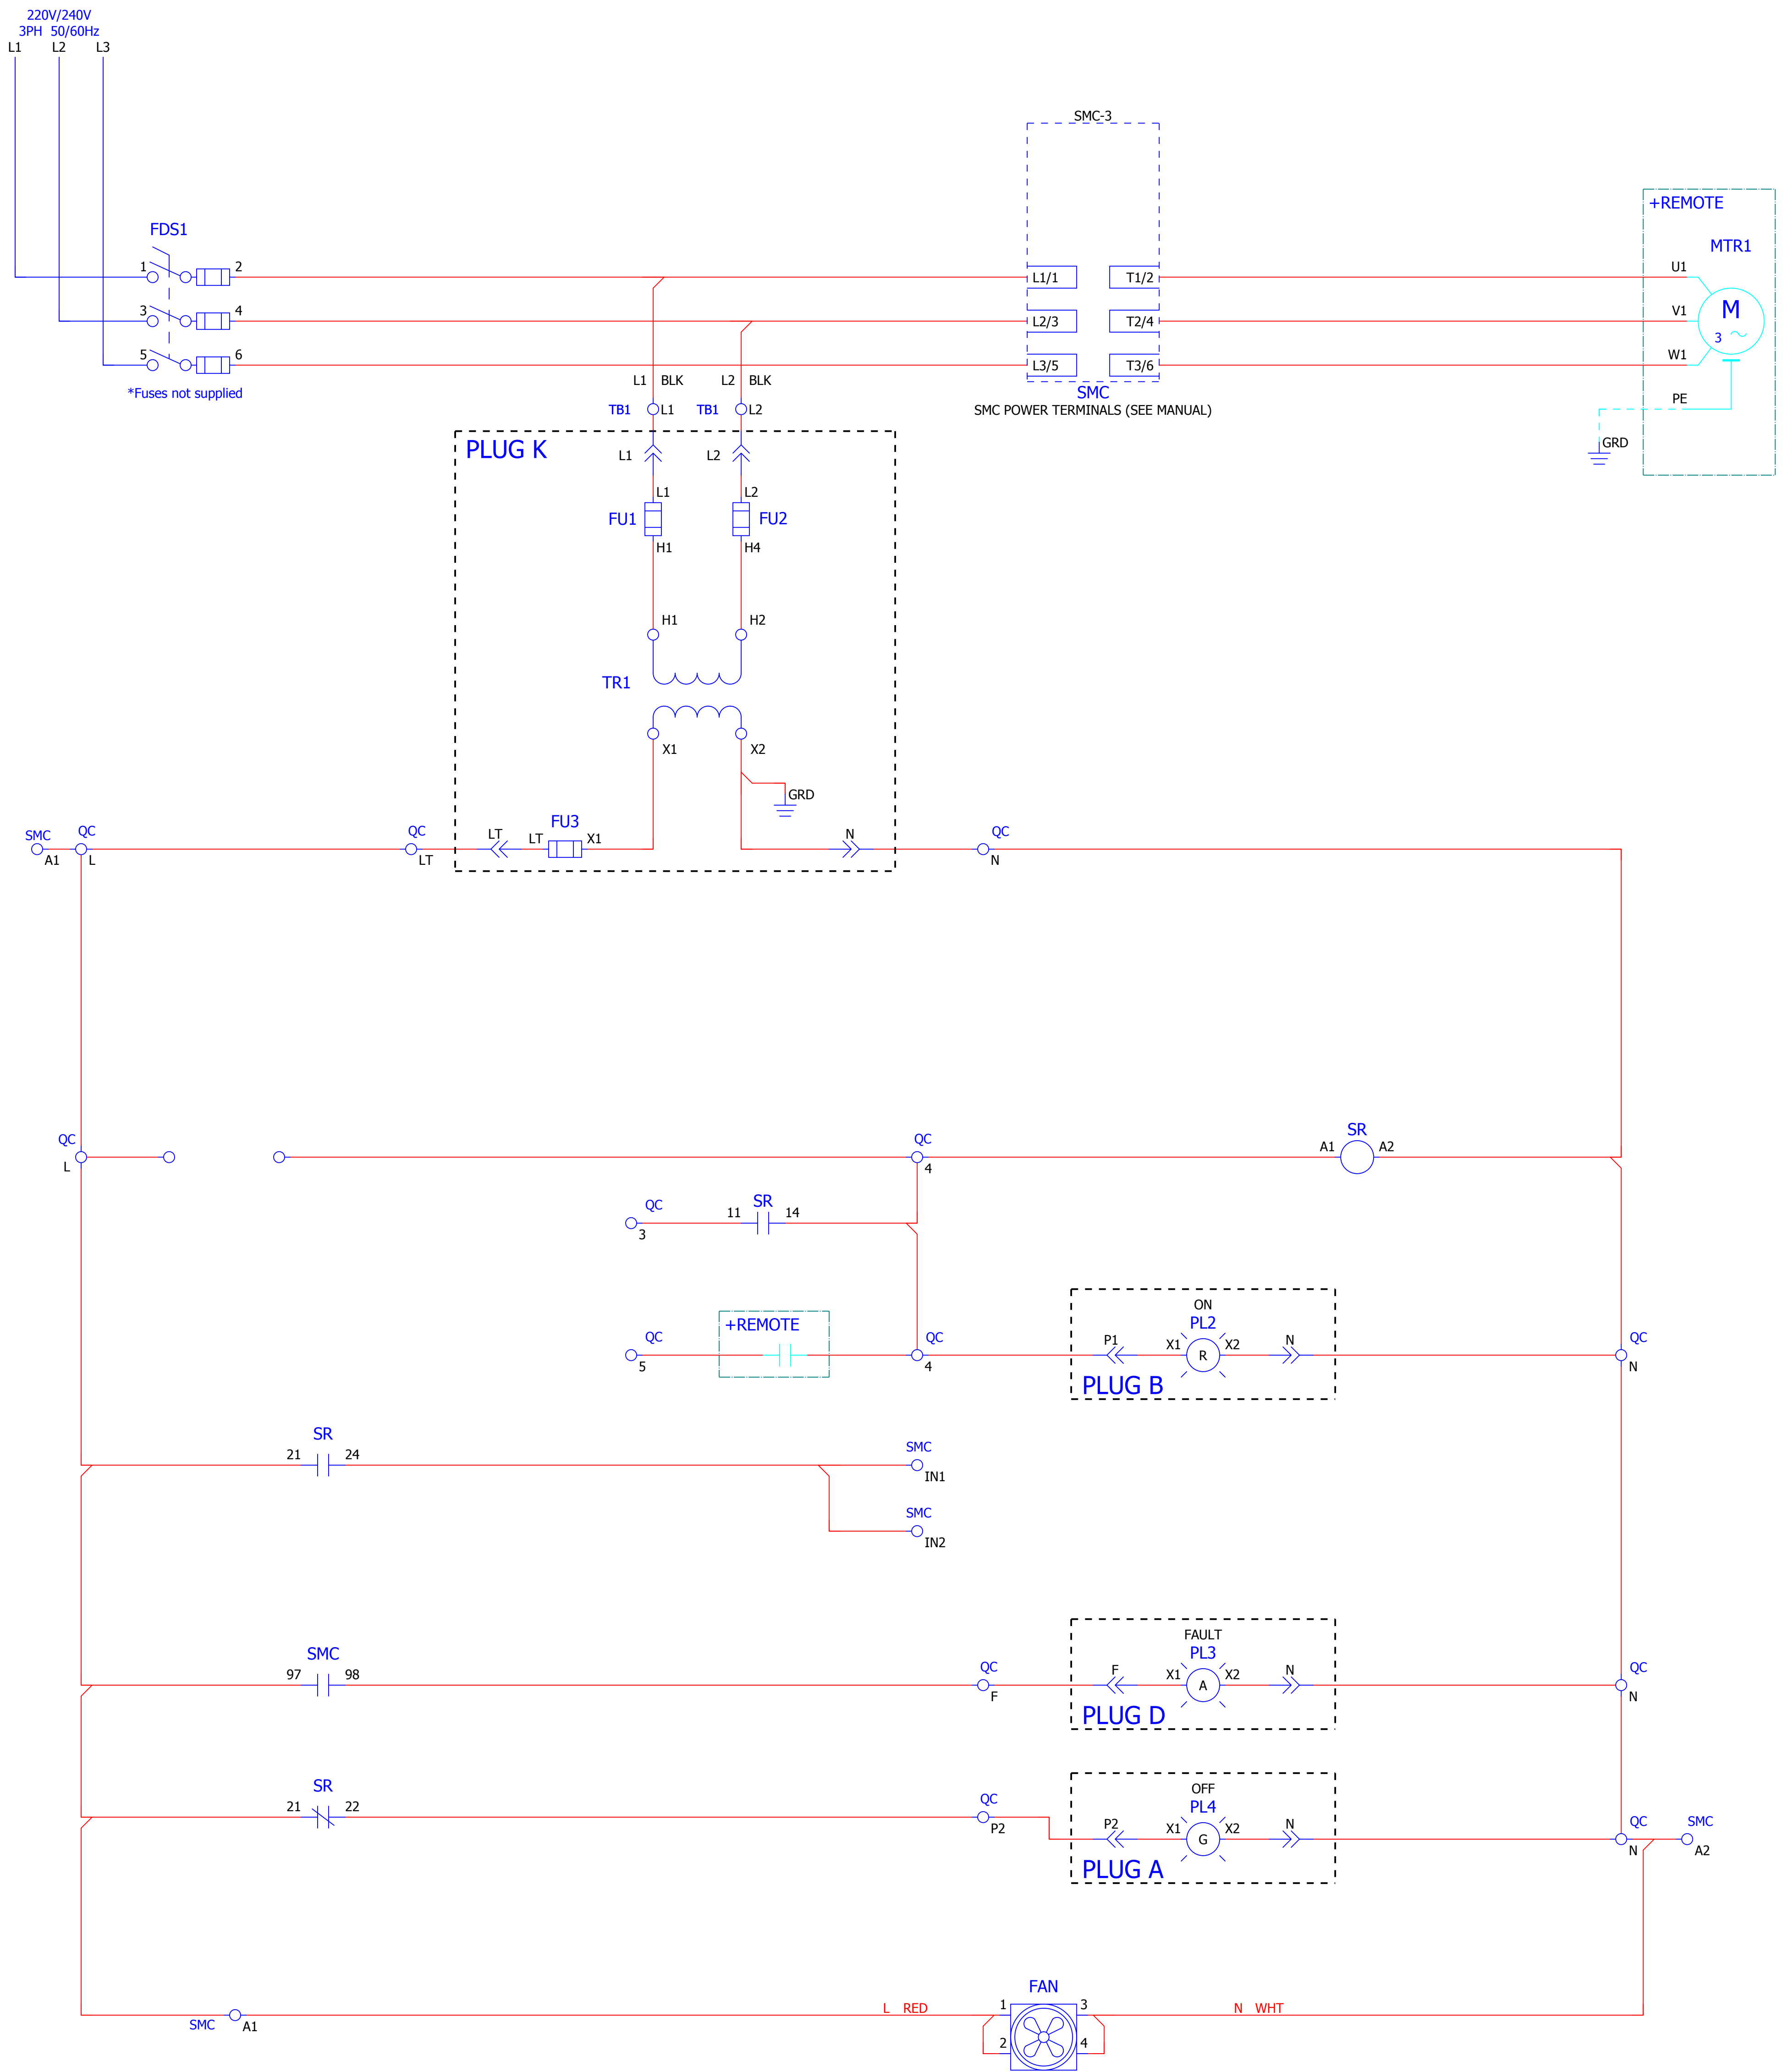 220V/240V
3PH 50/60Hz
L1 L2 L3
SMC-3
+REMOTE
MTR1
FDS1
1 2
L1/1 T1/2
U1
3 4
L2/3 T2/4
V1
M
3
5 6
L3/5 T3/6
W1
*Fuses not supplied
L1 BLK L2 BLK
SMC
SMC POWER TERMINALS (SEE MANUAL)
PE
TB1 L1 TB1 L2
GRD
PLUG K
L1 L2
L1 L2
FU1 FU2
H1 H4
H1 H2
TR1
X1 X2
GRD
SMC QC QC LT LT FU3 X1 N QC
A1 L LT N
QC QC SR
L 4 A1 A2
QC 11 SR 14
3
ON
+REMOTE PL2
QC QC P1 X1 X2 N QC
R
5 4 N
PLUG B
SR SMC
21 24
IN1
SMC
IN2
FAULT
SMC PL3
97 98 QC F X1 X2 N QC
A
F N
PLUG D
SR OFF
21 22 QC PL4 QC SMC
P2 P2 X1 X2 N
G
N A2
PLUG A
FAN
L RED 1 3 N WHT
SMC A1
2 4